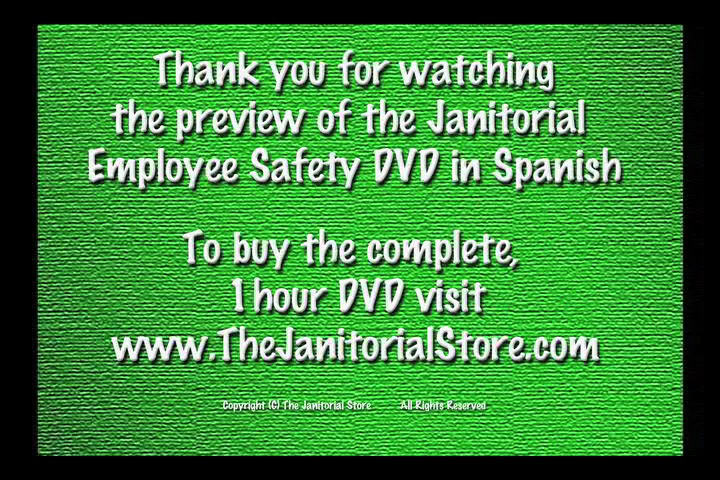 Thank you for watching
the preview of the Janitorial
Employee Safety DVD in Spanish
To buy the complete,
1 hour DVD visit
www.TheJanitorialStore.com
Copyright (C) The Janitorial Store All Rights Reserved